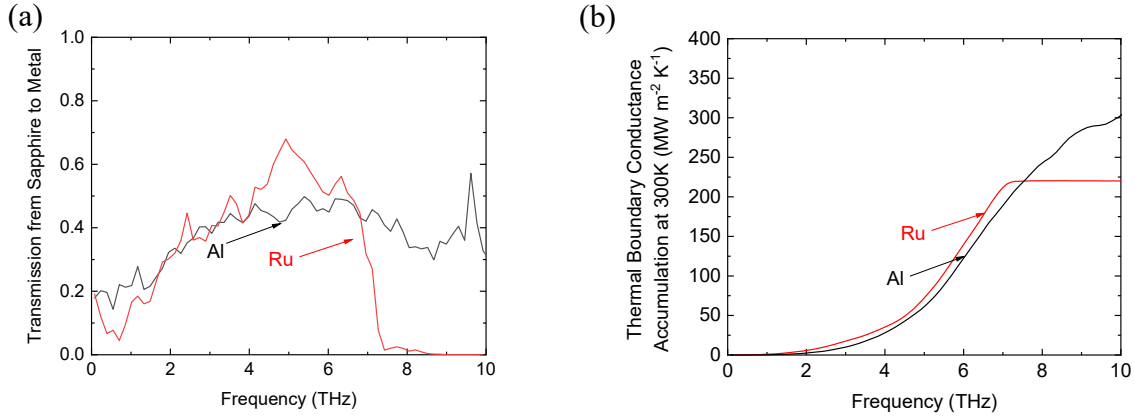 (a)
Transmission from Sapphire to Metal
1.0
0.8
0.6
0.4
0.2
0.0
Al
Ru
0 2 4 6 8 10
Frequency (THz)
(b)
Thermal Boundary Conductance
Accumulation at 300K (MW m⁻² K⁻¹)
400
350
300
250
200
150
100
50
0
Ru
Al
0 2 4 6 8 10
Frequency (THz)